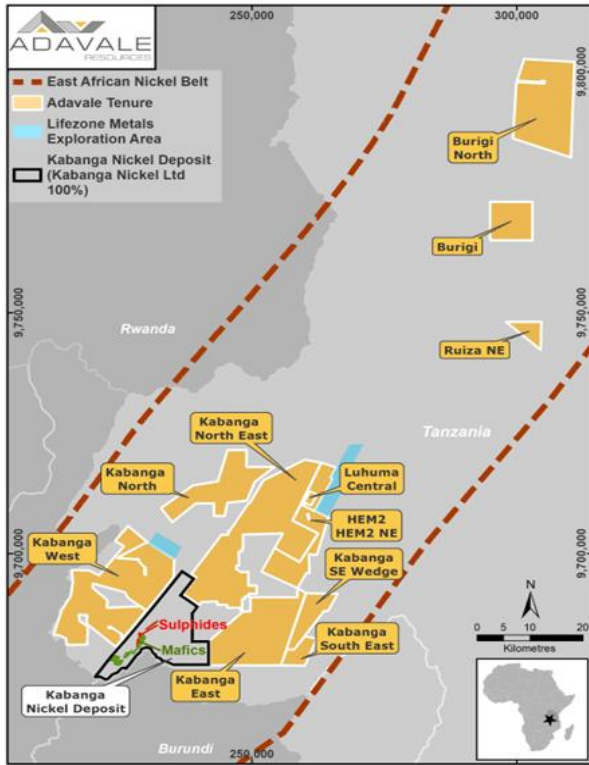 ADAVALE
RESOURCES
East African Nickel Belt
Adavale Tenure
Lifezone Metals
Exploration Area
Kabanga Nickel Deposit
(Kabanga Nickel Ltd
100%)
250,000
300,000
9,800,000
Burigi
North
Burigi
9,750,000
9,750,000
Ruiza NE
Rwanda
Tanzania
Kabanga
North East
Kabanga
North
Luhuma
Central
HEM2
HEM2 NE
Kabanga
West
Kabanga
SE Wedge
9,700,000
9,700,000
Sulphides
Mafics
Kabanga
South East
Kabanga
East
Kabanga
Nickel Deposit
Burundi
250,000
N
0 10 20
Kilometres